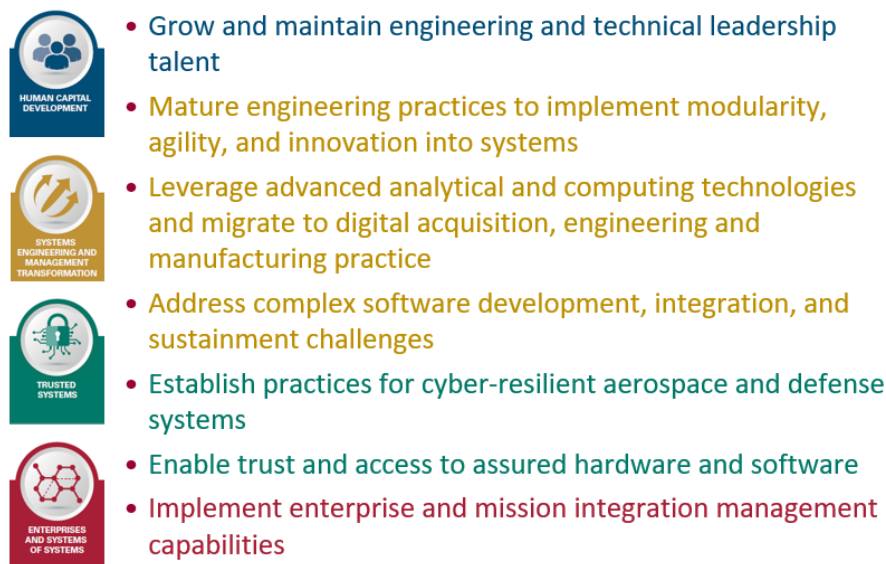 HUMAN CAPITAL
DEVELOPMENT
• Grow and maintain engineering and technical leadership
talent
• Mature engineering practices to implement modularity,
agility, and innovation into systems
SYSTEMS
ENGINEERING AND
MANAGEMENT
TRANSFORMATION
• Leverage advanced analytical and computing technologies
and migrate to digital acquisition, engineering and
manufacturing practice
• Address complex software development, integration, and
sustainment challenges
TRUSTED
SYSTEMS
• Establish practices for cyber-resilient aerospace and defense
systems
• Enable trust and access to assured hardware and software
ENTERPRISES
AND SYSTEMS
OF SYSTEMS
• Implement enterprise and mission integration management
capabilities